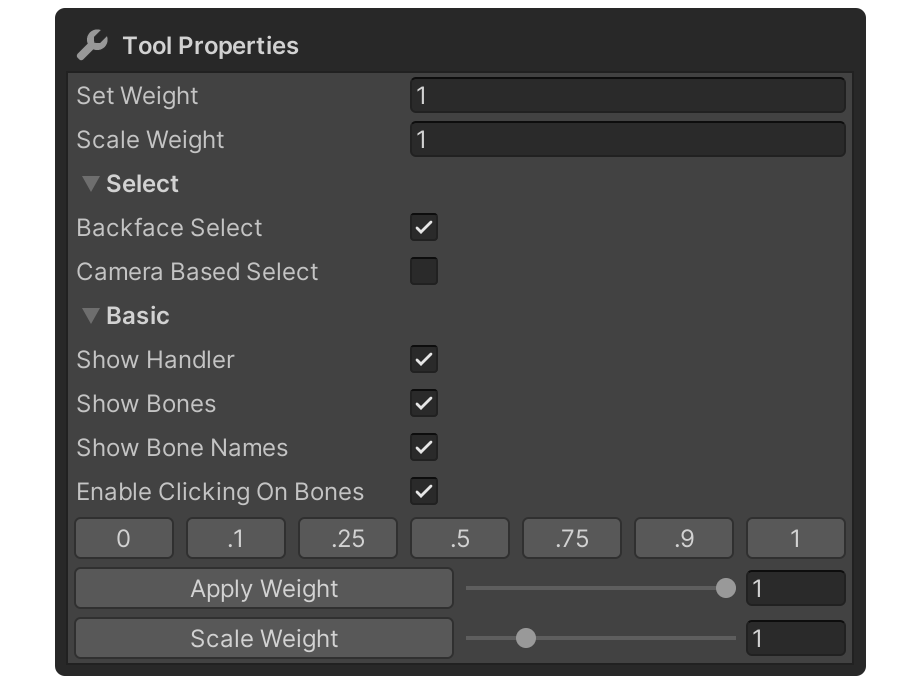 Tool Properties
Set Weight 1
Scale Weight 1
Select
Backface Select
Camera Based Select
Basic
Show Handler
Show Bones
Show Bone Names
Enable Clicking On Bones
0 .1 .25 .5 .75 .9 1
Apply Weight 1
Scale Weight 1